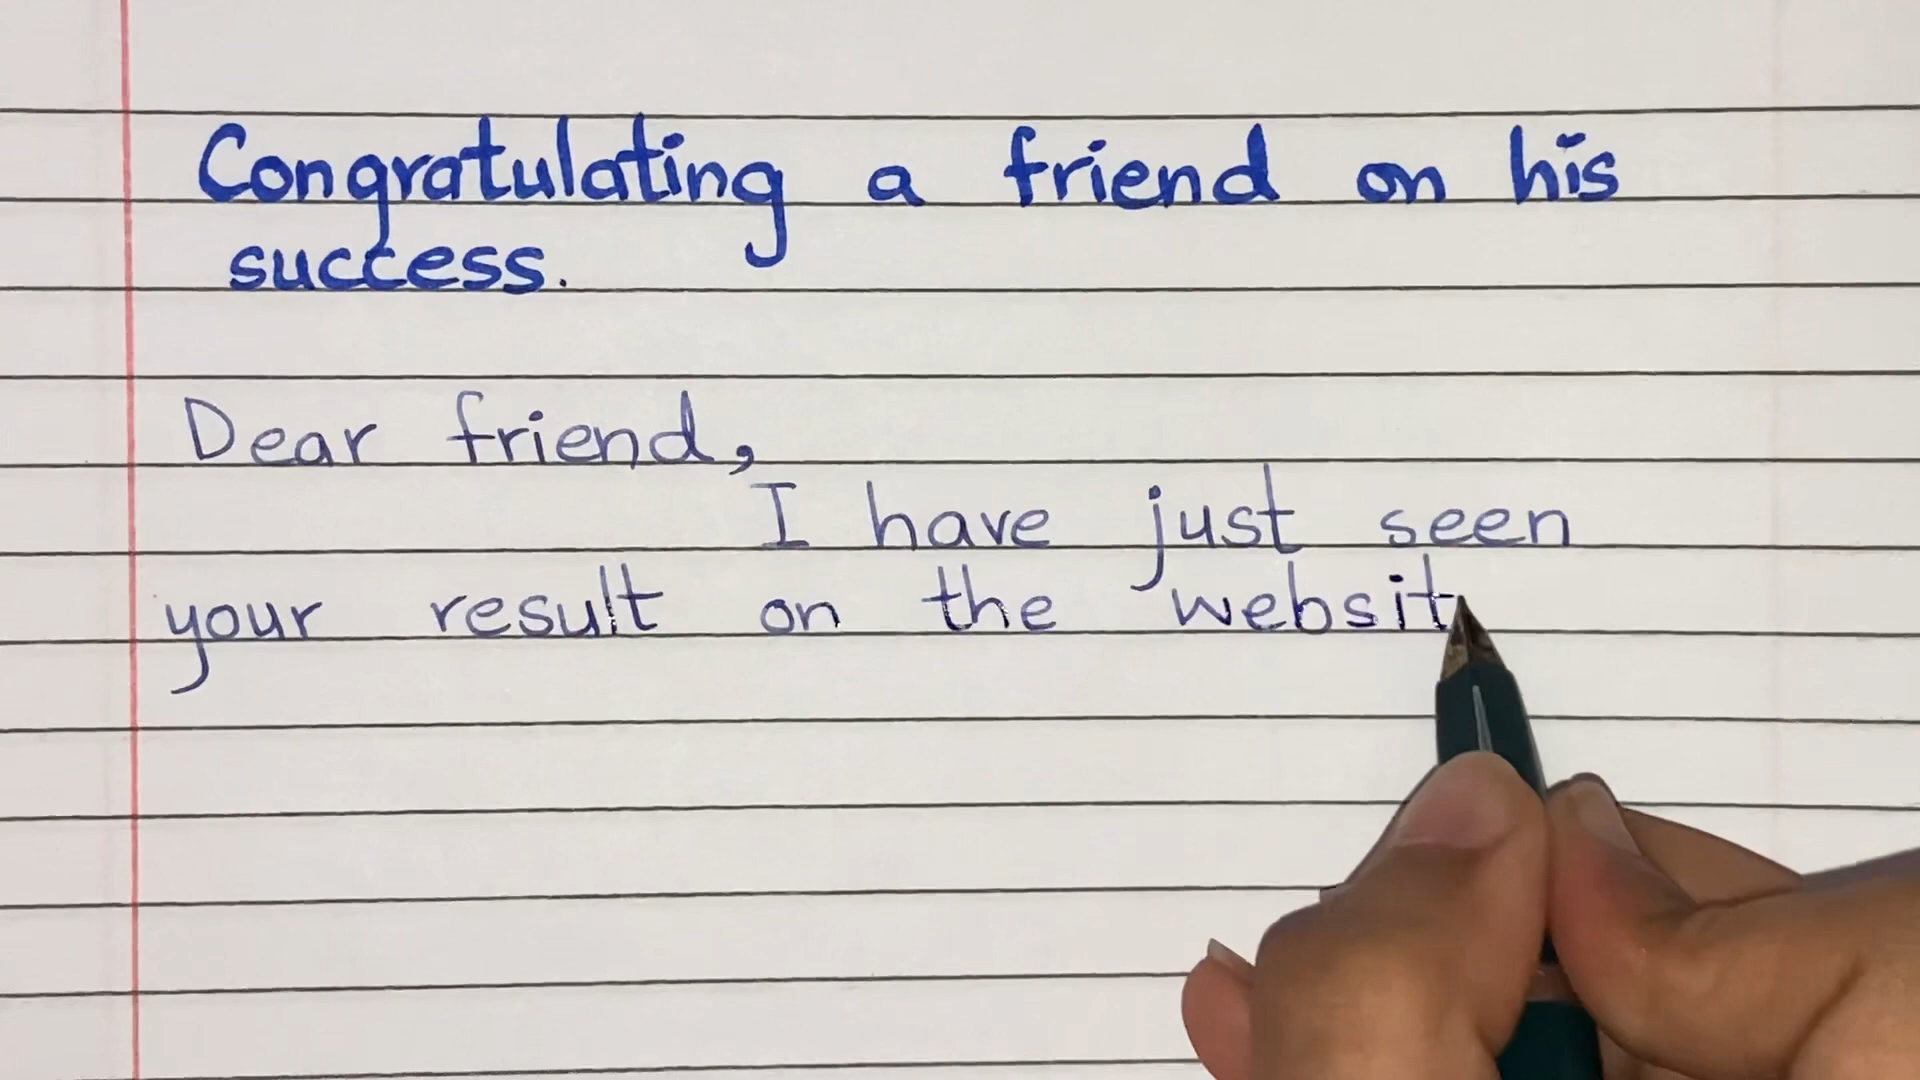 Congratulating a friend on his
success.
Dear friend,
I have just seen
your result on the websit